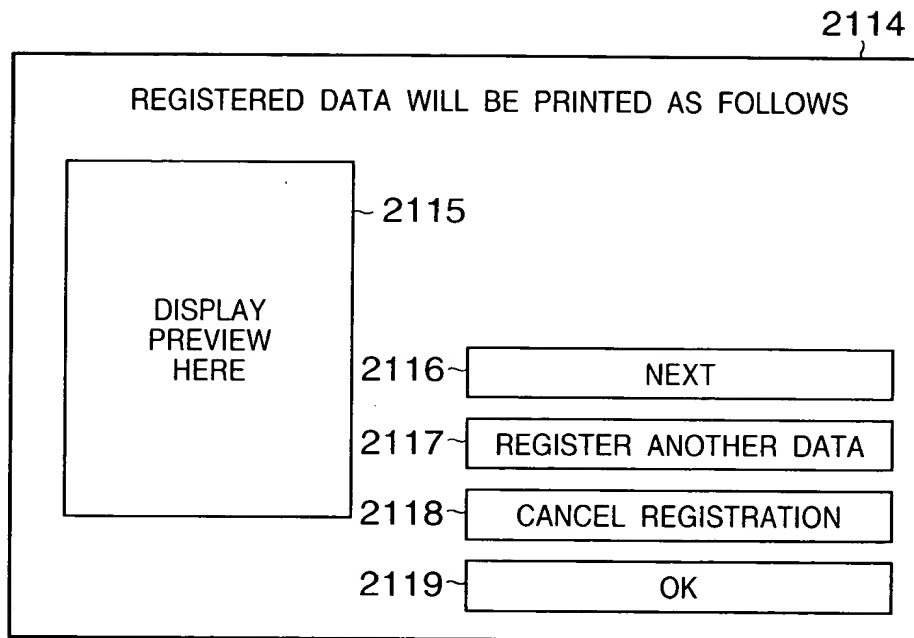 2114
REGISTERED DATA WILL BE PRINTED AS FOLLOWS
2115
DISPLAY
PREVIEW
HERE
2116 NEXT
2117 REGISTER ANOTHER DATA
2118 CANCEL REGISTRATION
2119 OK